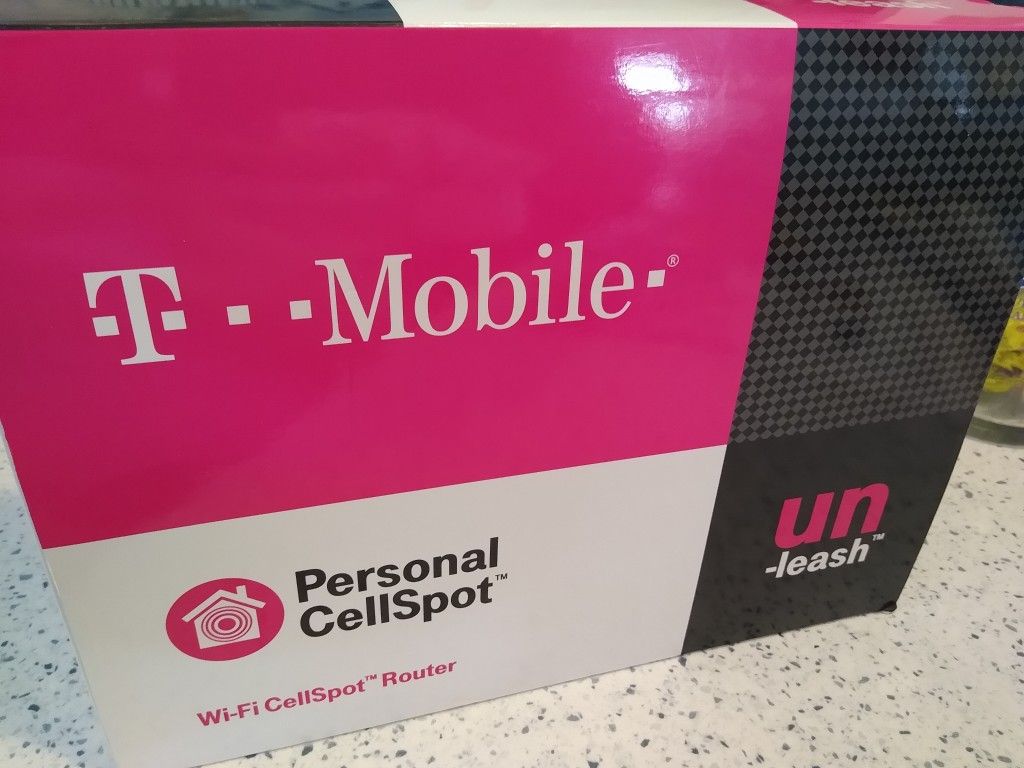 T··Mobile·®
Personal
CellSpot™
Wi-Fi CellSpot™ Router
un
-leash™